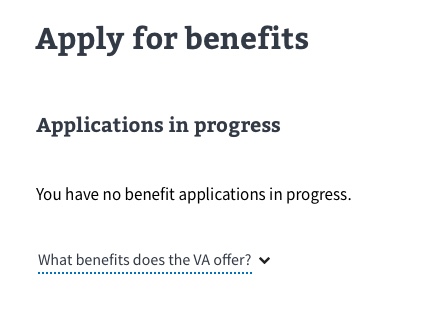 Apply for benefits
Applications in progress
You have no benefit applications in progress.
What benefits does the VA offer?